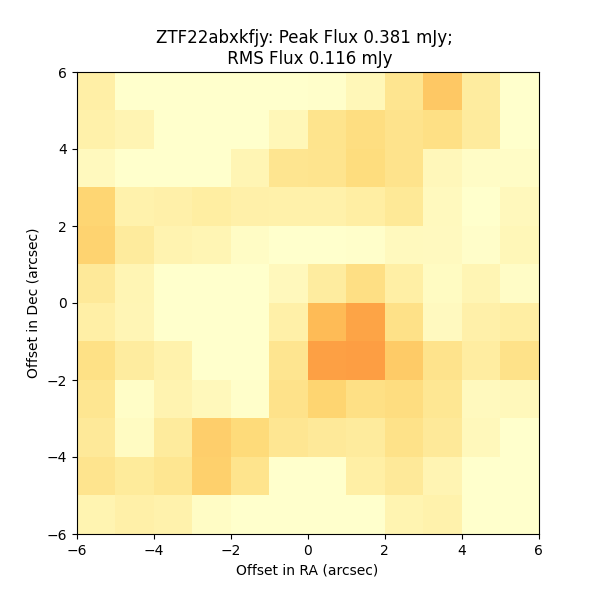 ZTF22abxkfjy: Peak Flux 0.381 mJy;
RMS Flux 0.116 mJy
6
4
2
0
−2
−4
−6
Offset in Dec (arcsec)
−6 −4 −2 0 2 4 6
Offset in RA (arcsec)